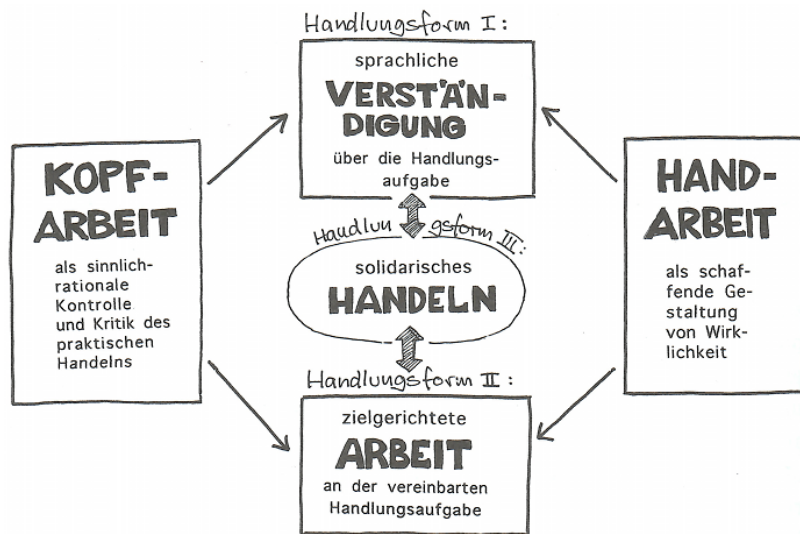 Handlungsform I:
sprachliche
VERSTÄN-
DIGUNG
über die Handlungs-
aufgabe
KOPF-
ARBEIT
als sinnlich-
rationale
Kontrolle
und Kritik des
praktischen
Handelns
Handlungsform III:
solidarisches
HANDELN
HAND-
ARBEIT
als schaf-
fende Ge-
staltung
von Wirk-
lichkeit
Handlungsform II:
zielgerichtete
ARBEIT
an der vereinbarten
Handlungsaufgabe